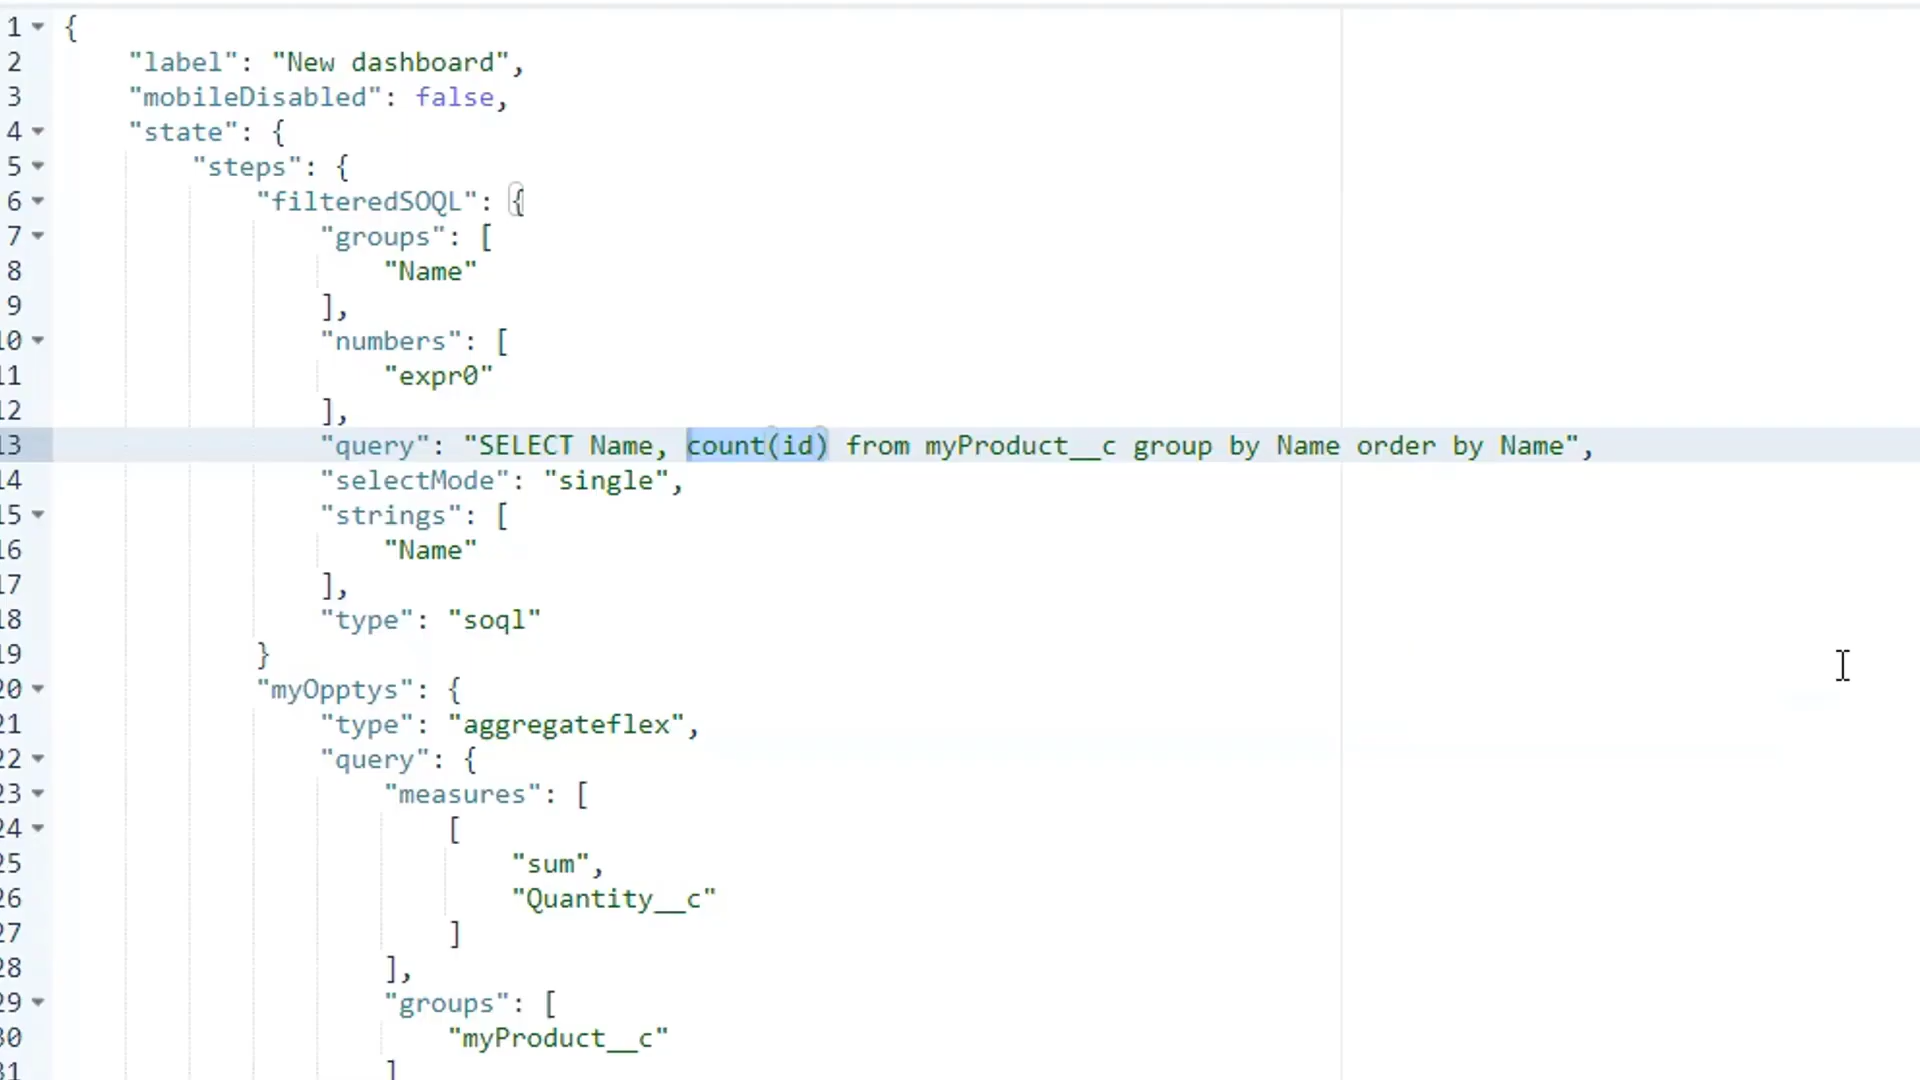 1 {
2 "label": "New dashboard",
3 "mobileDisabled": false,
4 "state": {
5 "steps": {
6 "filteredSOQL": {
7 "groups": [
8 "Name"
9 ],
10 "numbers": [
11 "expr0"
12 ],
13 "query": "SELECT Name, count(id) from myProduct__c group by Name order by Name",
14 "selectMode": "single",
15 "strings": [
16 "Name"
17 ],
18 "type": "soql"
19 }
20 "myOpptys": {
21 "type": "aggregateflex",
22 "query": {
23 "measures": [
24 [
25 "sum",
26 "Quantity__c"
27 ]
28 ],
29 "groups": [
30 "myProduct__c"
31 ]